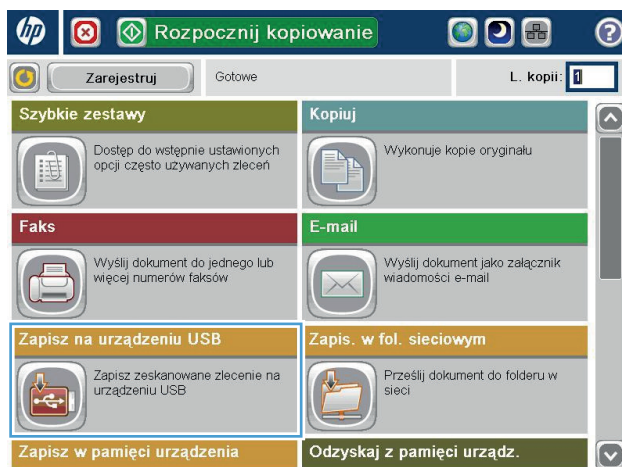 hp
Rozpocznij kopiowanie
?
Zarejestruj
Gotowe
L. kopii: 1
Szybkie zestawy
Dostęp do wstępnie ustawionych
opcji często używanych zleceń
Kopiuj
Wykonuje kopie oryginału
Faks
Wyślij dokument do jednego lub
więcej numerów faksów
E-mail
Wyślij dokument jako załącznik
wiadomości e-mail
Zapisz na urządzeniu USB
Zapisz zeskanowane zlecenie na
urządzeniu USB
Zapis. w fol. sieciowym
Prześlij dokument do folderu w
sieci
Zapisz w pamięci urządzenia
Odzyskaj z pamięci urządz.